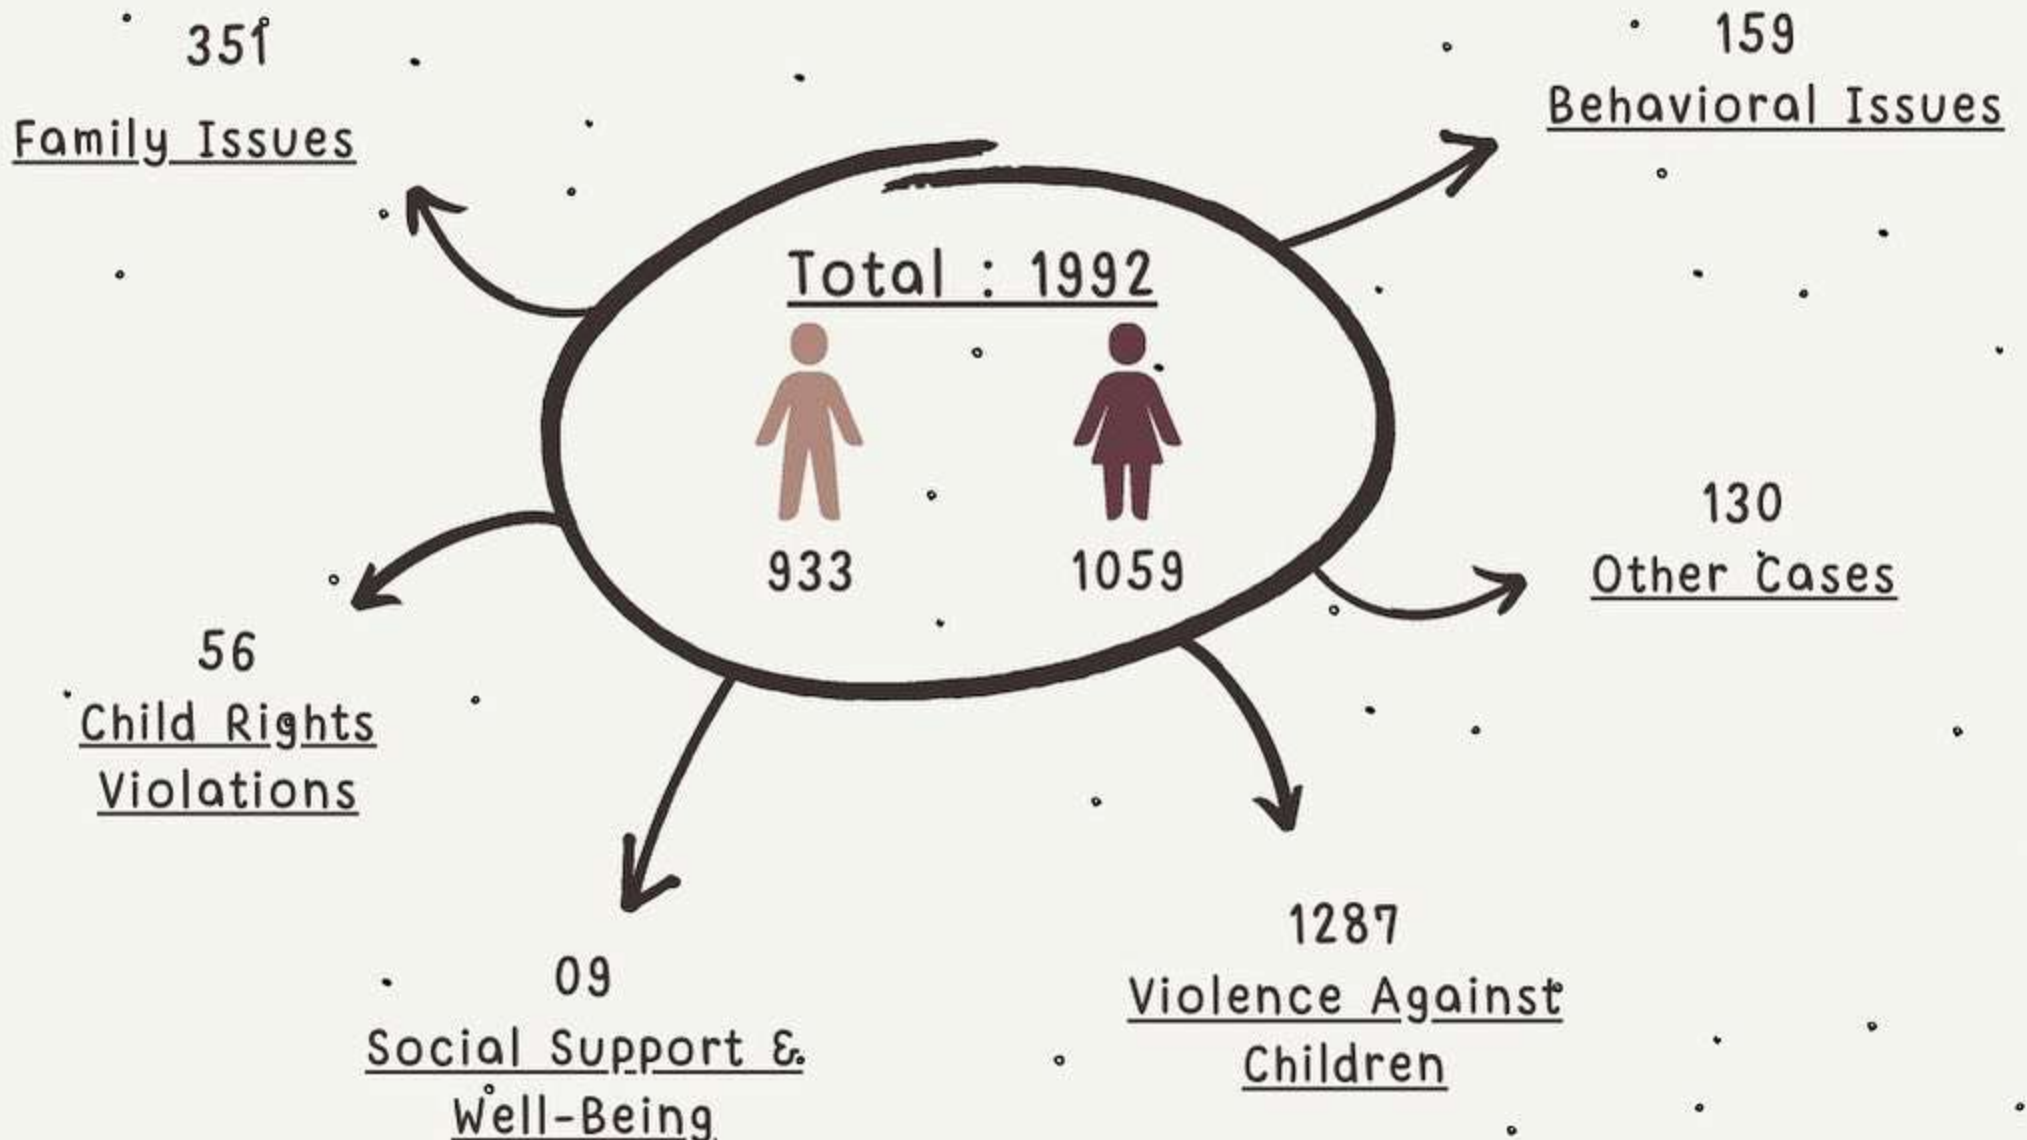 351
Family Issues
159
Behavioral Issues
Total : 1992
933
1059
130
Other Cases
56
Child Rights
Violations
09
Social Support &
Well-Being
1287
Violence Against
Children